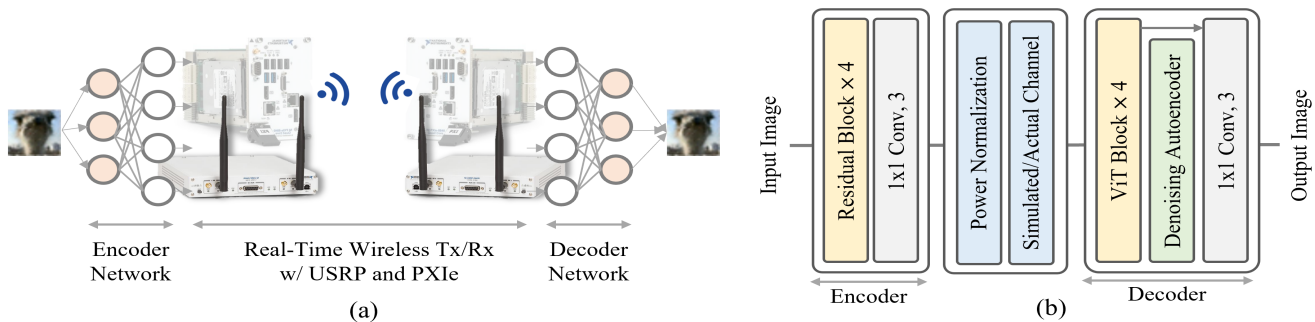 Encoder
Network
Real-Time Wireless Tx/Rx
w/ USRP and PXIe
Decoder
Network
(a)
Input Image
Residual Block × 4
1x1 Conv, 3
Encoder
Power Normalization
Simulated/Actual Channel
ViT Block × 4
Denoising Autoencoder
1x1 Conv, 3
Decoder
Output Image
(b)